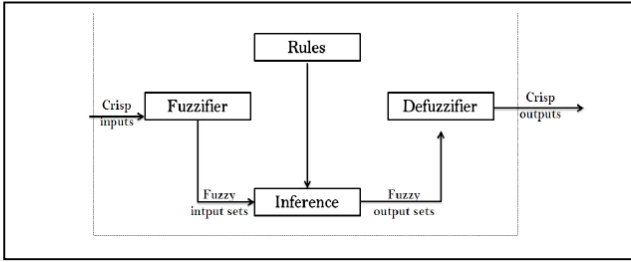 Rules
Crisp
inputs
Fuzzifier
Defuzzifier
Crisp
outputs
Fuzzy
intput sets
Inference
Fuzzy
output sets